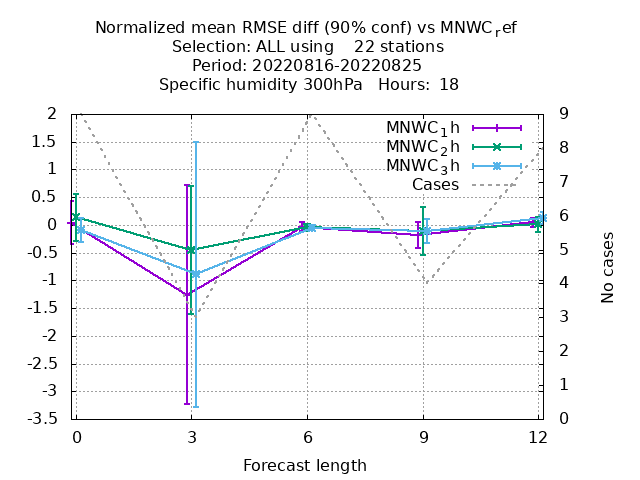 Normalized mean RMSE diff (90% conf) vs MNWC_ref
Selection: ALL using    22 stations
Period: 20220816-20220825
Specific humidity 300hPa   Hours: 18
MNWC_1h
MNWC_2h
MNWC_3h
Cases
2
1.5
1
0.5
0
-0.5
-1
-1.5
-2
-2.5
-3
-3.5
9
8
7
6
5
4
3
2
1
0
No cases
0 3 6 9 12
Forecast length